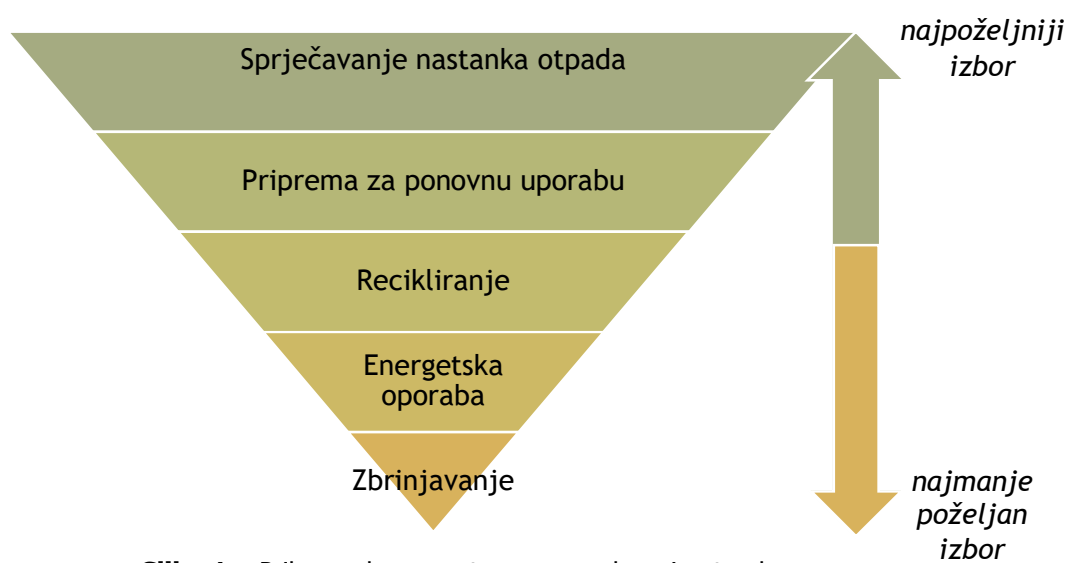 najpoželjniji
izbor
Sprječavanje nastanka otpada
Priprema za ponovnu uporabu
Recikliranje
Energetska
oporaba
Zbrinjavanje
najmanje
poželjan
izbor